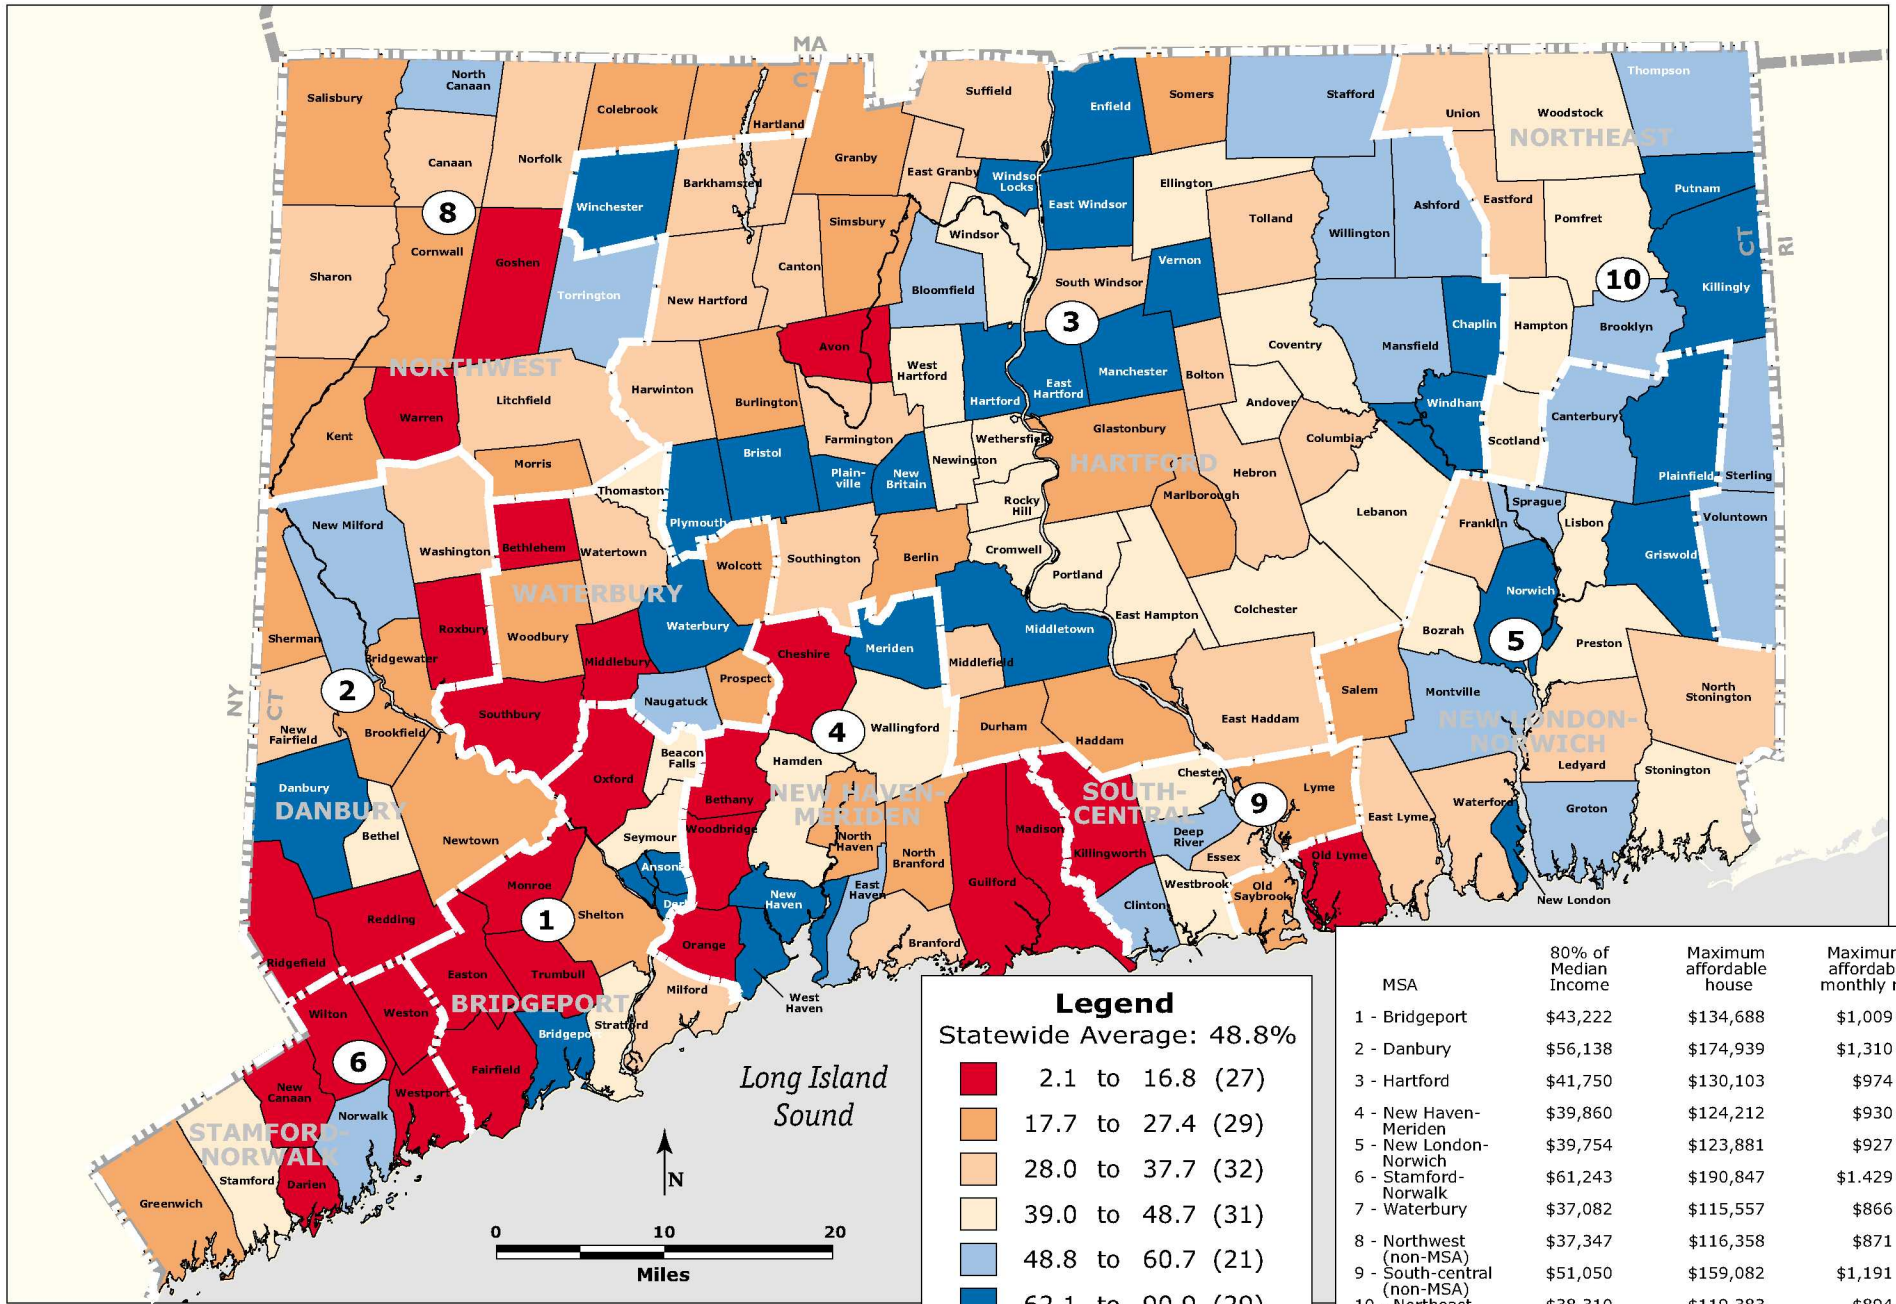 MA
CT
North
Canaan
Salisbury
Colebrook
Hartland
Suffield
Enfield
Somers
Stafford
Union
Woodstock
Thompson
NORTHEAST
Canaan
Norfolk
Granby
Barkhamsted
East Granby
Windsor
Locks
Ellington
Putnam
Winchester
East Windsor
Ashford
Eastford
Pomfret
8
Simsbury
Windsor
Tolland
Willington
CT
RI
Cornwall
Goshen
Sharon
Torrington
Canton
New Hartford
Bloomfield
South Windsor
Vernon
10
Killingly
3
Chaplin
Hampton
Brooklyn
Avon
West
Hartford
Coventry
Mansfield
NORTHWEST
Harwinton
Litchfield
Burlington
Hartford
East
Hartford
Manchester
Bolton
Andover
Windham
Canterbury
Warren
Kent
Farmington
Wethersfield
Glastonbury
Columbia
Scotland
Morris
Bristol
Plain-
ville
New
Britain
Newington
HARTFORD
Hebron
Plainfield
Sterling
Thomaston
Rocky
Hill
Marlborough
Lebanon
Franklin
Sprague
Lisbon
Voluntown
New Milford
Plymouth
Washington
Bethlehem
Watertown
Wolcott
Southington
Berlin
Cromwell
Griswold
WATERBURY
Portland
Norwich
Colchester
East Hampton
Sherman
Roxbury
Woodbury
Waterbury
Meriden
Middletown
Bozrah
5
Preston
Bridgewater
Middlebury
Cheshire
Middlefield
NY
CT
2
Prospect
Naugatuck
Salem
Montville
North
Stonington
Southbury
4
Wallingford
Durham
Haddam
East Haddam
NEW LONDON-
NORWICH
New
Fairfield
Brookfield
Beacon
Falls
Hamden
Ledyard
Stonington
Danbury
DANBURY
Oxford
Bethany
NEW HAVEN-
MERIDEN
SOUTH-
CENTRAL
Chester
9
Lyme
Waterford
Groton
Bethel
Newtown
Seymour
Woodbridge
North
Haven
North
Branford
Madison
Killingworth
Deep
River
Essex
East Lyme
Old Lyme
Monroe
Guilford
East
Haven
New
Haven
Westbrook
Old
Saybrook
New London
Redding
1
Shelton
Clinton
Ridgefield
Orange
Branford
Easton
Trumbull
Wilton
Weston
BRIDGEPORT
Milford
West
Haven
Stratford
6
Fairfield
New
Canaan
Westport
Norwalk
Long Island
Sound
STAMFORD-
NORWALK
Stamford
Darien
Greenwich
N
0 10 20
Miles
Legend
Statewide Average: 48.8%
2.1 to 16.8 (27)
17.7 to 27.4 (29)
28.0 to 37.7 (32)
39.0 to 48.7 (31)
48.8 to 60.7 (21)
62.1 to 90.9 (29)
MSA
80% of
Median
Income
Maximum
affordable
house
1 - Bridgeport $43,222 $134,688 $1,009
2 - Danbury $56,138 $174,939 $1,310
3 - Hartford $41,750 $130,103 $974
4 - New Haven-
Meriden $39,860 $124,212 $930
5 - New London-
Norwich $39,754 $123,881 $927
6 - Stamford-
Norwalk $61,243 $190,847 $1.429
7 - Waterbury $37,082 $115,557 $866
8 - Northwest
(non-MSA) $37,347 $116,358 $871
9 - South-central
(non-MSA) $51,050 $159,082 $1,191